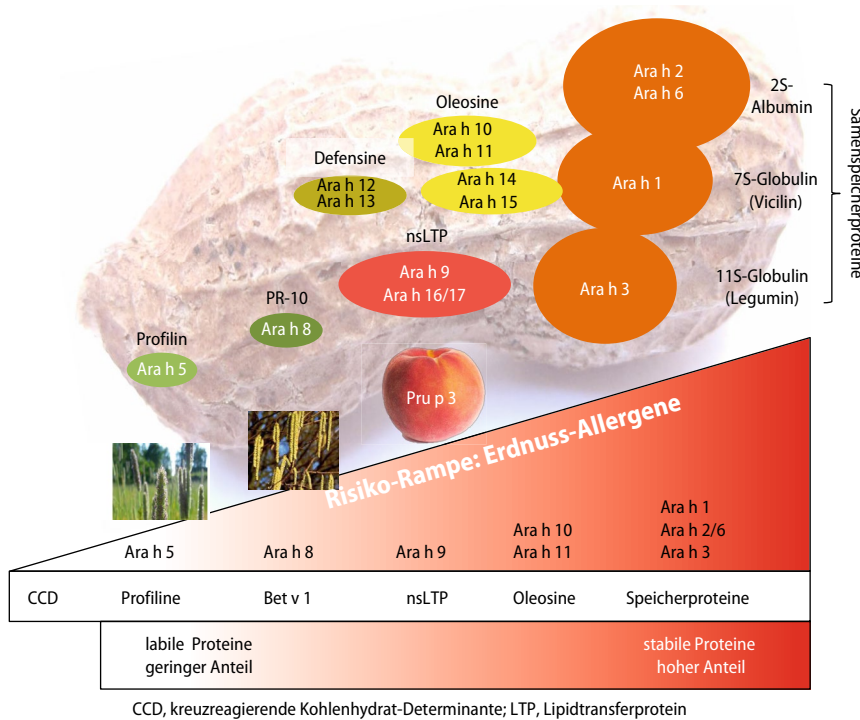 Ara h 2
Ara h 6
2S-
Albumin
Samenspeicherproteine
Oleosine
Ara h 10
Ara h 11
Defensine
Ara h 12
Ara h 13
Ara h 14
Ara h 15
Ara h 1
7S-Globulin
(Vicilin)
nsLTP
Ara h 9
Ara h 16/17
Ara h 3
11S-Globulin
(Legumin)
PR-10
Ara h 8
Profilin
Ara h 5
Pru p 3
Risiko-Rampe: Erdnuss-Allergene
Ara h 5
Ara h 8
Ara h 9
Ara h 10
Ara h 11
Ara h 1
Ara h 2/6
Ara h 3
CCD
Profiline
Bet v 1
nsLTP
Oleosine
Speicherproteine
labile Proteine
geringer Anteil
stabile Proteine
hoher Anteil
CCD, kreuzreagierende Kohlenhydrat-Determinante; LTP, Lipidtransferprotein